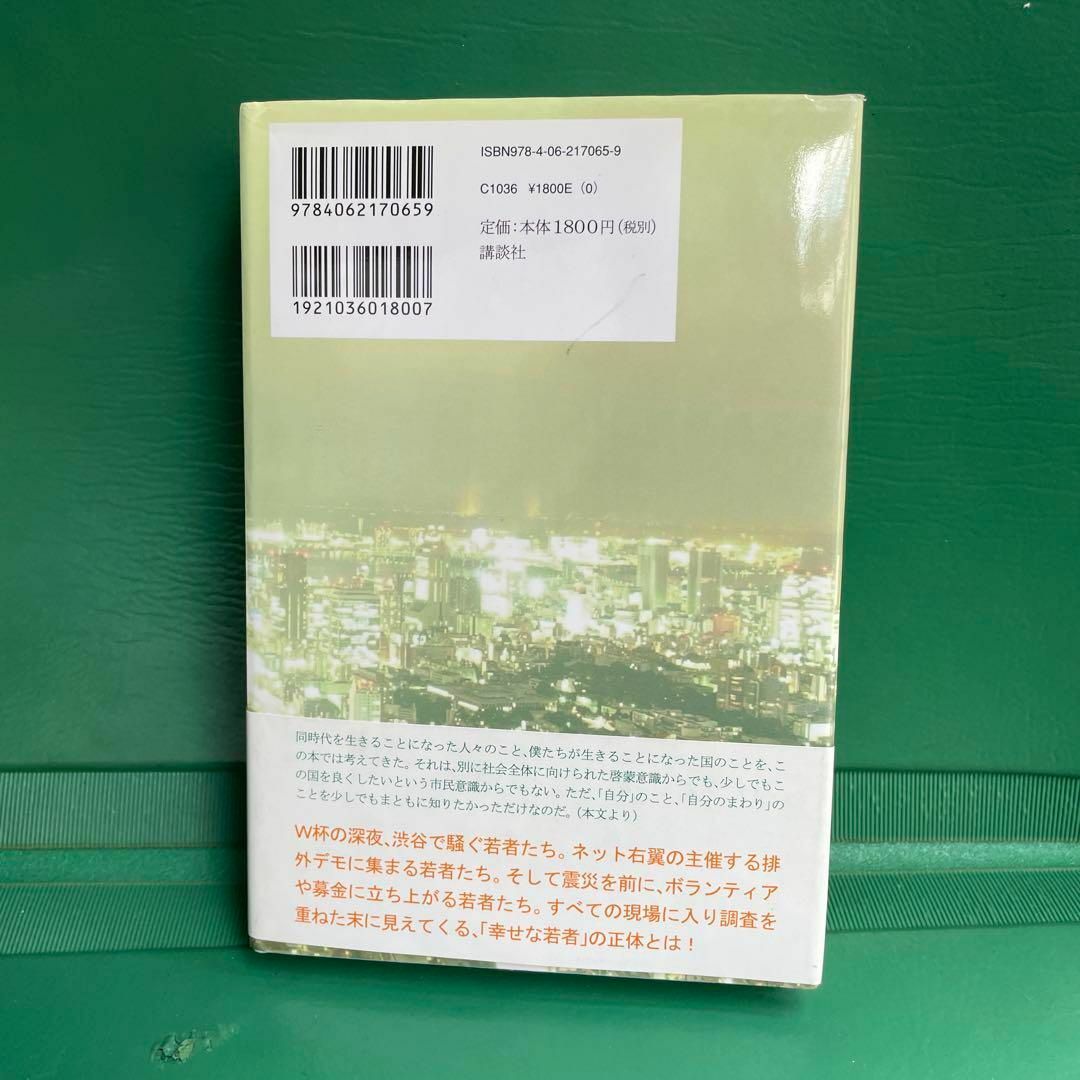 ISBN978-4-06-217065-9
C1036 ¥1800E (0)
定価:本体1800円(税別)
講談社
9784062170659
1921036018007
同時代を生きることになった人々のこと、僕たちが生きることになった国のことを、こ
の本では考えてきた。それは、別に社会全体に向けられた啓蒙意識からでも、少しでもこ
の国を良くしたいという市民意識からでもない。ただ、「自分」のこと、「自分のまわり」の
ことを少しでもまともに知りたかっただけなのだ。(本文より)
W杯の深夜、渋谷で騒ぐ若者たち。ネット右翼の主催する排
外デモに集まる若者たち。そして震災を前に、ボランティア
や募金に立ち上がる若者たち。すべての現場に入り調査を
重ねた末に見えてくる、「幸せな若者」の正体とは!